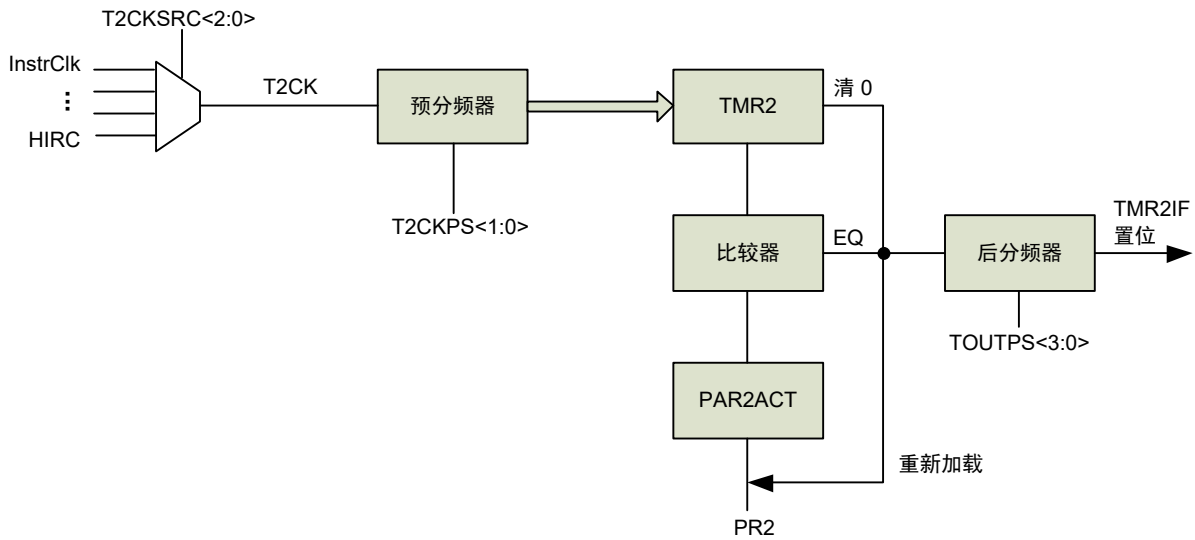 T2CKSRC<2:0>
InstrClk
⋮
HIRC
T2CK
预分频器
T2CKPS<1:0>
TMR2
清 0
比较器
EQ
后分频器
TMR2IF
置位
TOUTPS<3:0>
PAR2ACT
重新加载
PR2